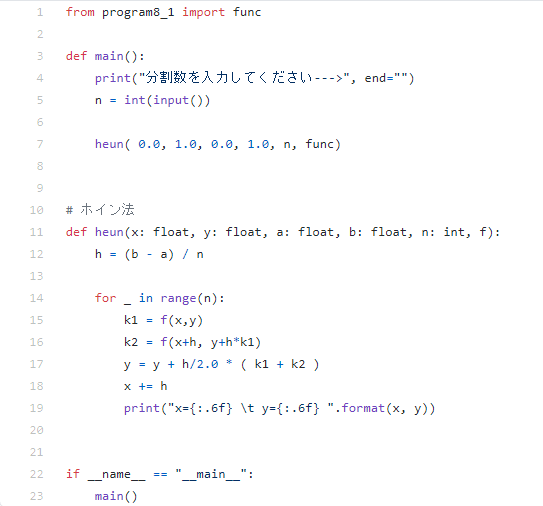 1 from program8_1 import func
2
3 def main():
4     print("分割数を入力してください--->", end="")
5     n = int(input())
6
7     heun( 0.0, 1.0, 0.0, 1.0, n, func)
8
9
10 # ホイン法
11 def heun(x: float, y: float, a: float, b: float, n: int, f):
12     h = (b - a) / n
13
14     for _ in range(n):
15         k1 = f(x,y)
16         k2 = f(x+h, y+h*k1)
17         y = y + h/2.0 * ( k1 + k2 )
18         x += h
19         print("x={:.6f} \t y={:.6f} ".format(x, y))
20
21
22 if __name__ == "__main__":
23     main()